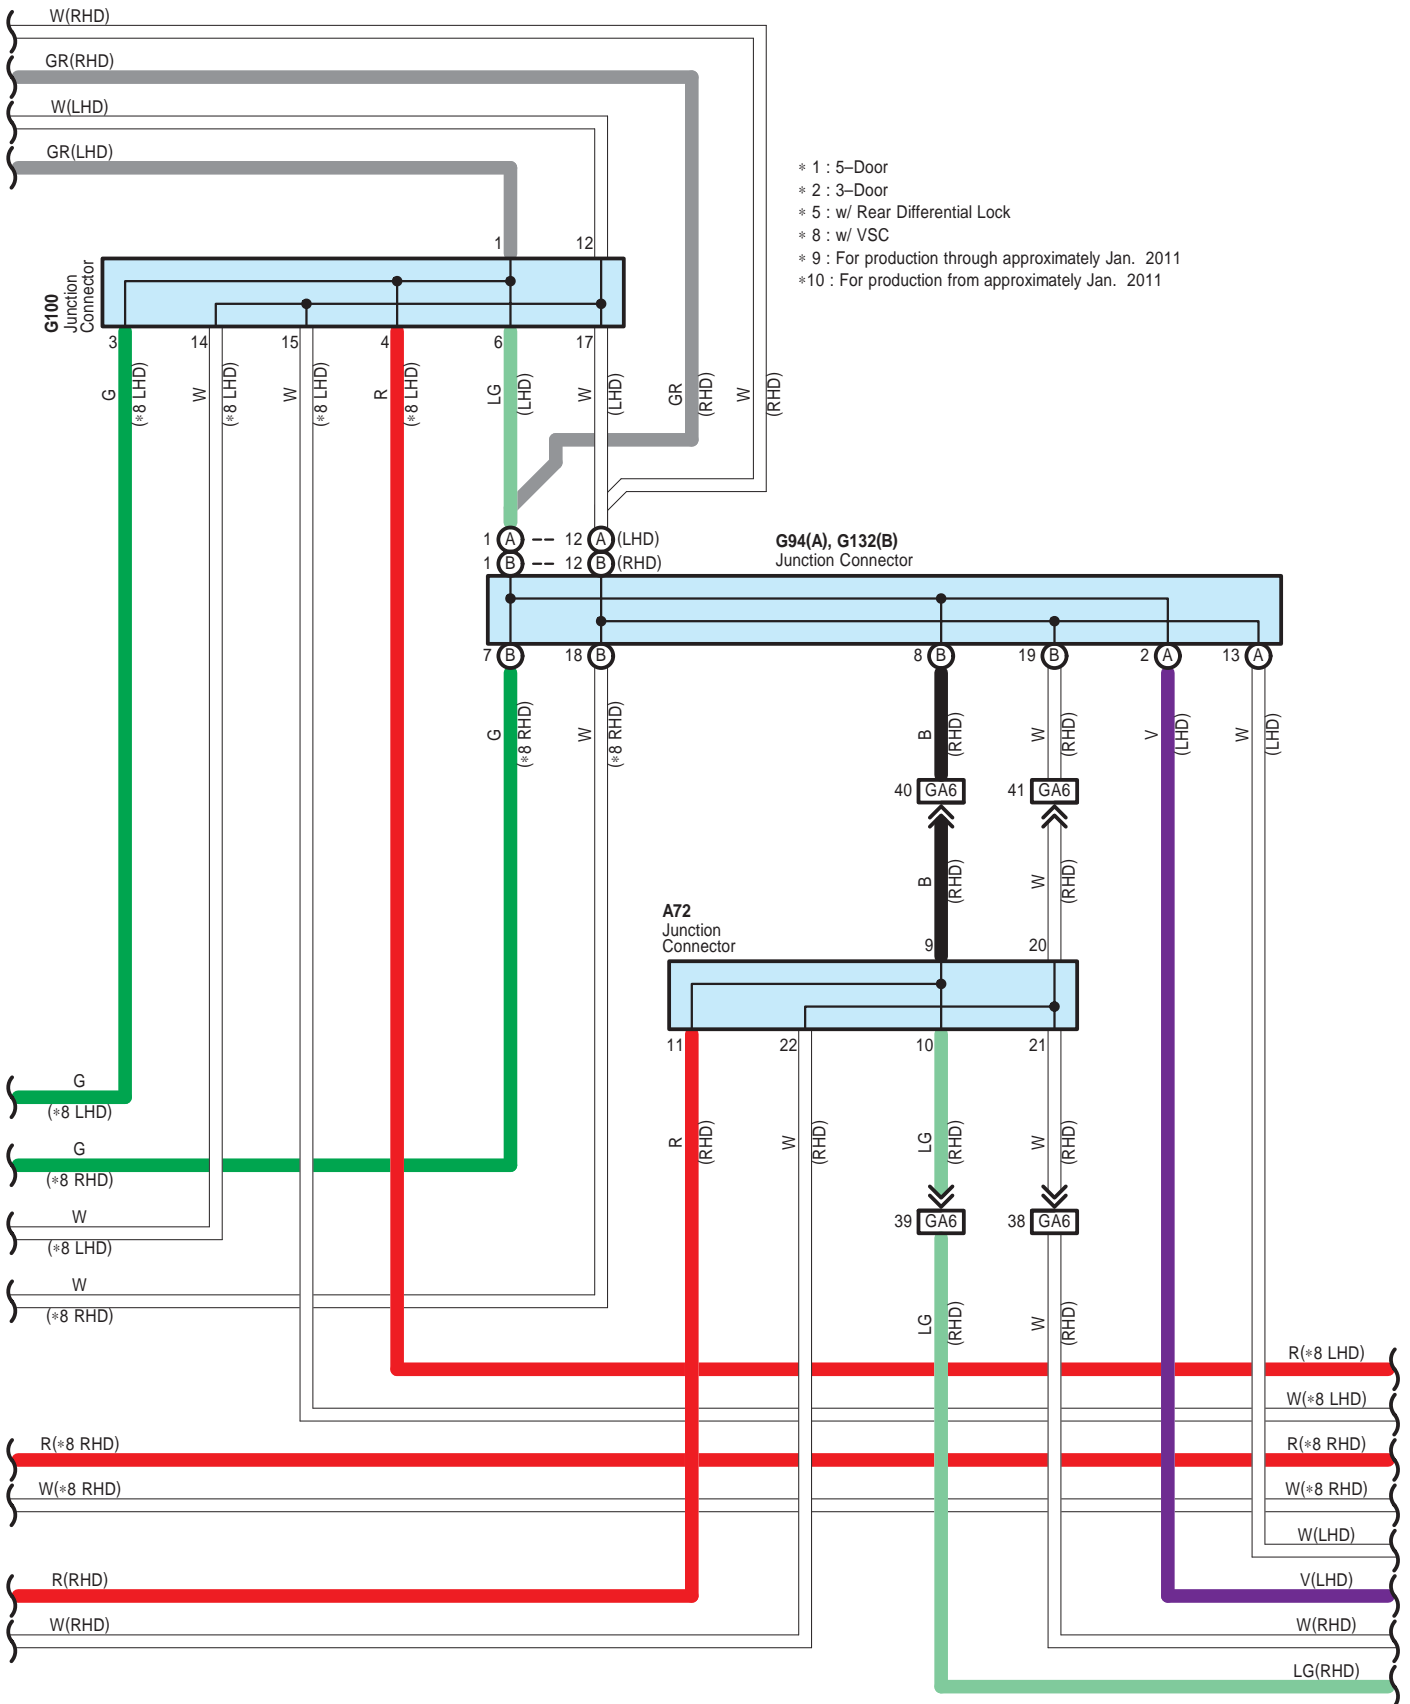 W(RHD)
GR(RHD)
W(LHD)
GR(LHD)
* 1 : 5–Door
* 2 : 3–Door
* 5 : w/ Rear Differential Lock
* 8 : w/ VSC
* 9 : For production through approximately Jan. 2011
*10 : For production from approximately Jan. 2011
1 12
G100
Junction
Connector
3 14 15 4 6 17
G (*8 LHD) W (*8 LHD) W (*8 LHD) R (*8 LHD) LG (LHD) W (LHD) GR (RHD) W (RHD)
1 A -- 12 A (LHD)
1 B -- 12 B (RHD)
G94(A), G132(B)
Junction Connector
7 B 18 B 8 B 19 B 2 A 13 A
G (*8 RHD) W (*8 RHD) B (RHD) W (RHD) V (LHD) W (LHD)
40 GA6 41 GA6
B (RHD) W (RHD)
A72
Junction
Connector
9 20
11 22 10 21
R (RHD) W (RHD) LG (RHD) W (RHD)
G
(*8 LHD)
G
(*8 RHD)
W
(*8 LHD)
W
(*8 RHD)
39 GA6 38 GA6
LG (RHD) W (RHD)
R(*8 LHD)
W(*8 LHD)
R(*8 RHD) R(*8 RHD)
W(*8 RHD) W(*8 RHD)
W(LHD)
R(RHD) V(LHD)
W(RHD) W(RHD)
LG(RHD)